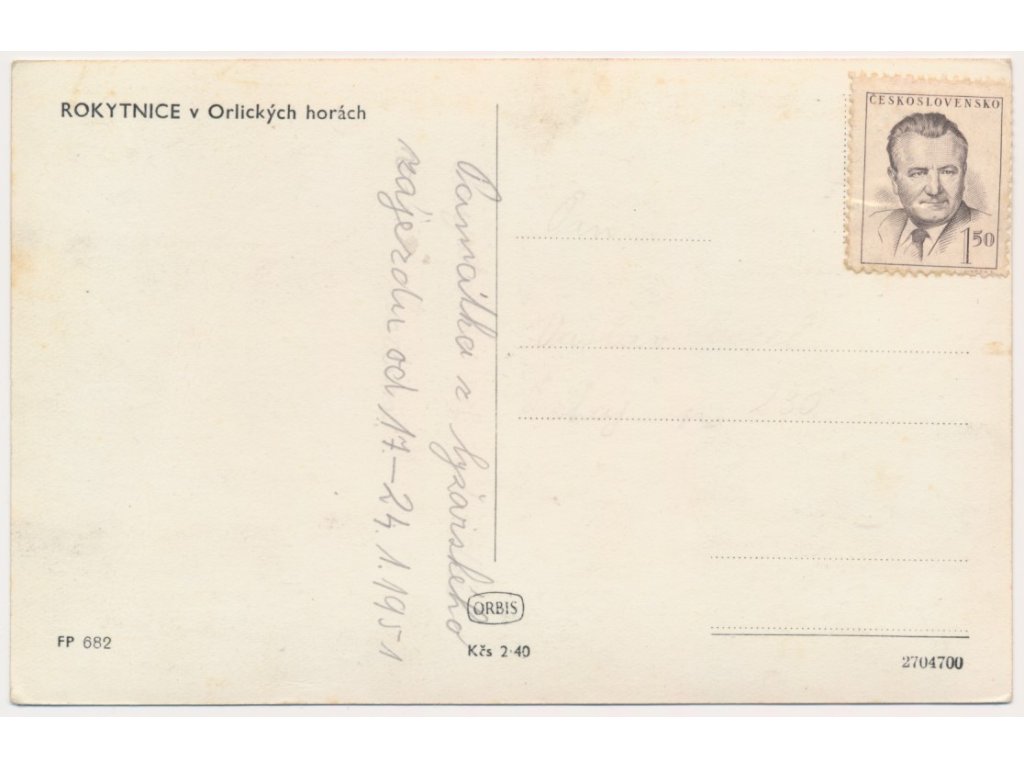 ROKYTNICE v Orlických horách
ČESKOSLOVENSKO
1 50
Památka z lyžařského
zájezdu od 17.–24.1.1951
ORBIS
Kčs 2·40
FP 682
2704700